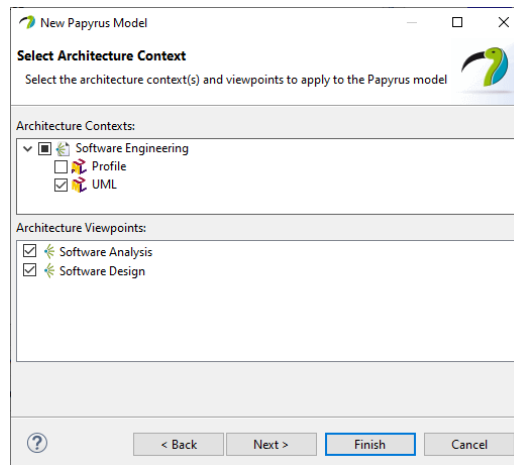 New Papyrus Model
Select Architecture Context
Select the architecture context(s) and viewpoints to apply to the Papyrus model
Architecture Contexts:
Software Engineering
Profile
UML
Architecture Viewpoints:
Software Analysis
Software Design
? < Back Next > Finish Cancel